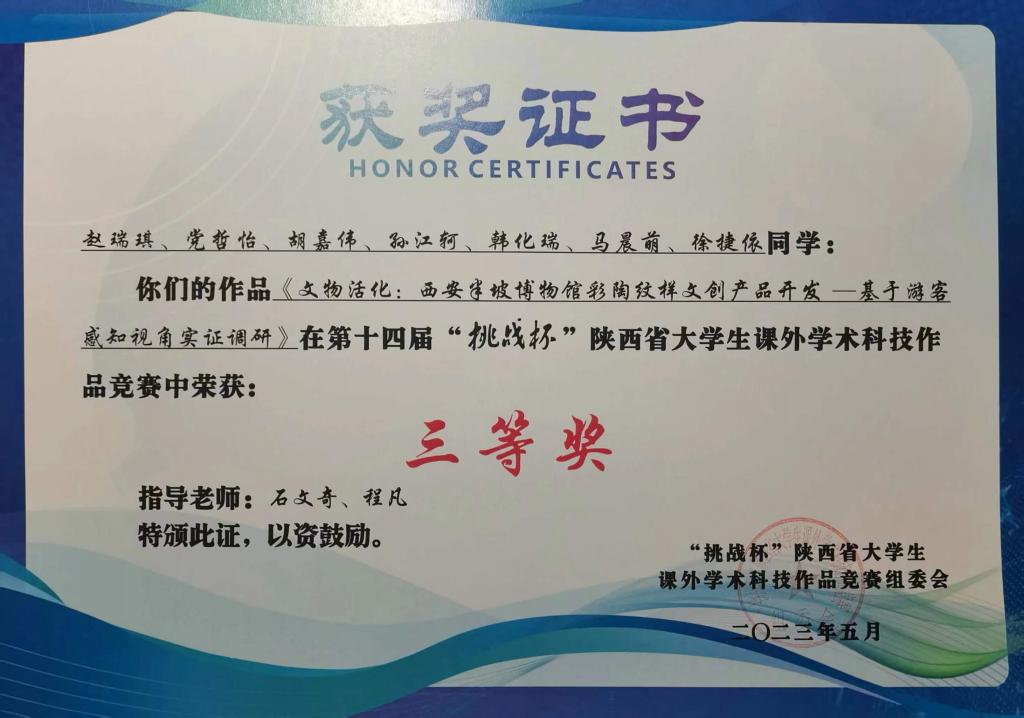 获奖证书
HONOR CERTIFICATES
赵瑞琪、党哲怡、胡嘉伟、孙江轲、韩化瑞、马晨萌、徐捷依同学：
你们的作品《文物活化：西安半坡博物馆彩陶纹样文创产品开发—基于游客
感知视角实证调研》在第十四届“挑战杯”陕西省大学生课外学术科技作
品竞赛中荣获：
三等奖
指导老师：石文奇、程凡
特颁此证，以资鼓励。
“挑战杯”陕西省大学生
课外学术科技作品竞赛组委会
二〇二三年五月